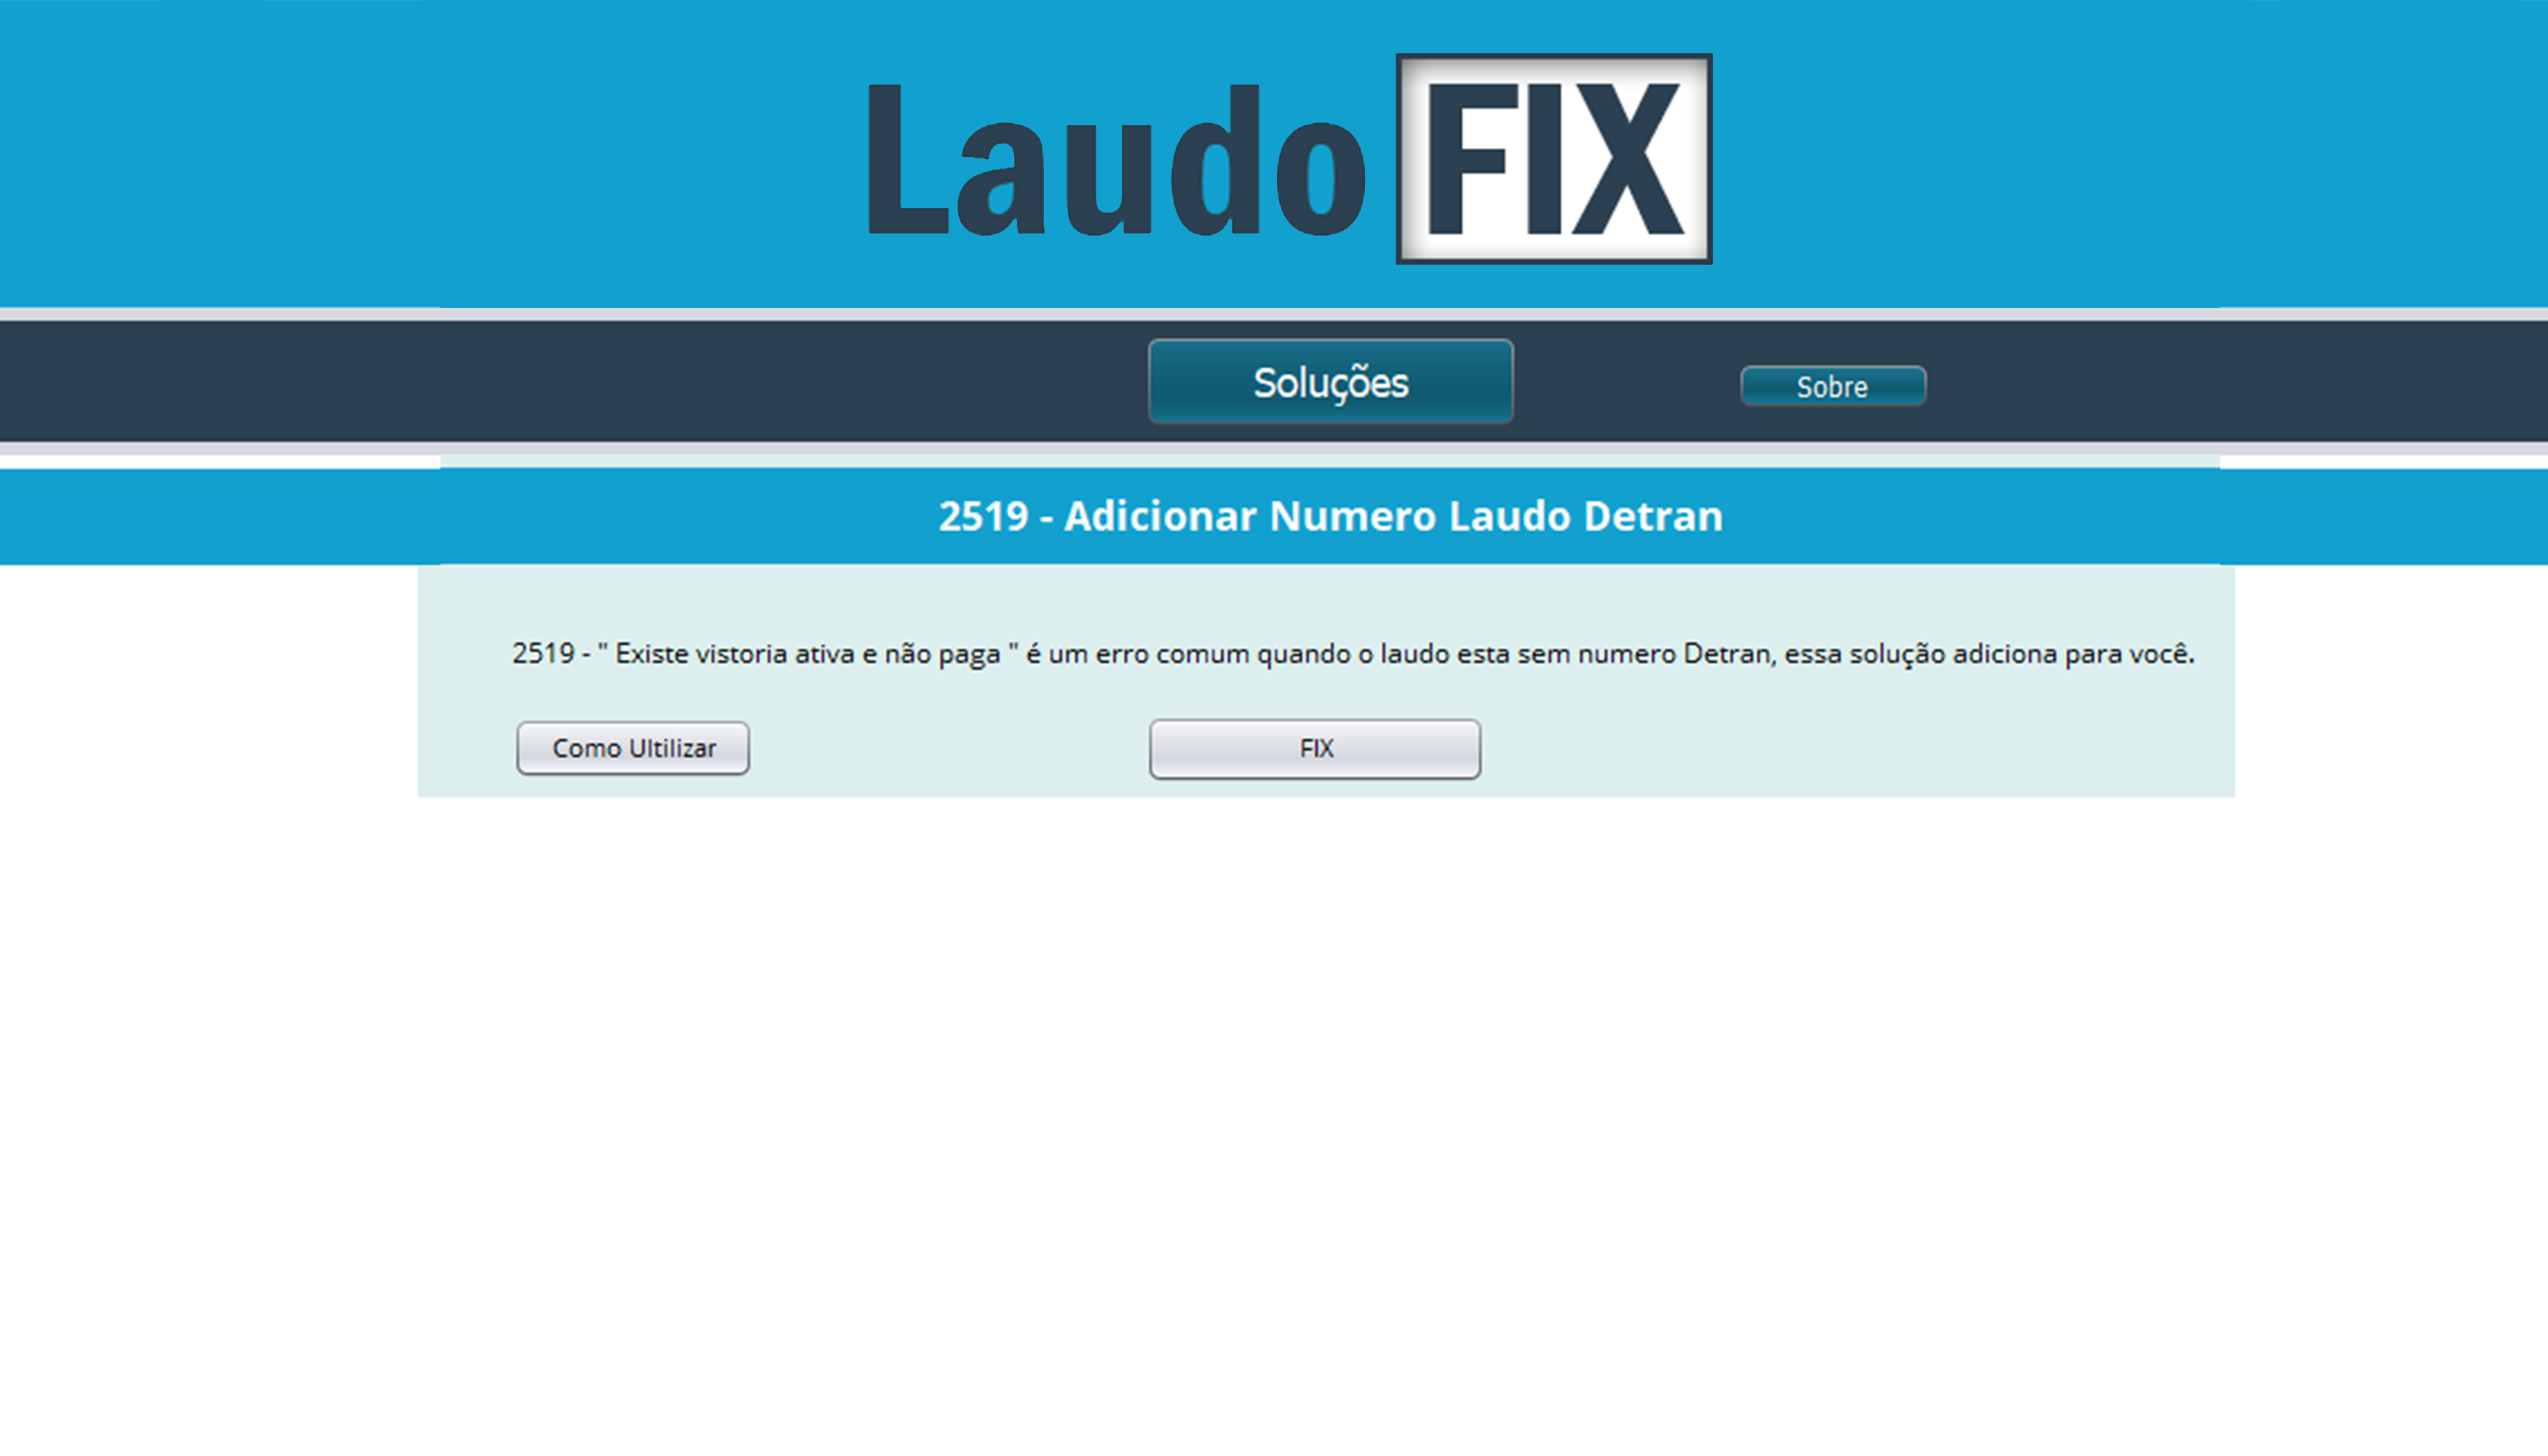 Laudo FIX
Soluções
Sobre
2519 - Adicionar Numero Laudo Detran
2519 - " Existe vistoria ativa e não paga " é um erro comum quando o laudo esta sem numero Detran, essa solução adiciona para você.
Como Ultilizar
FIX